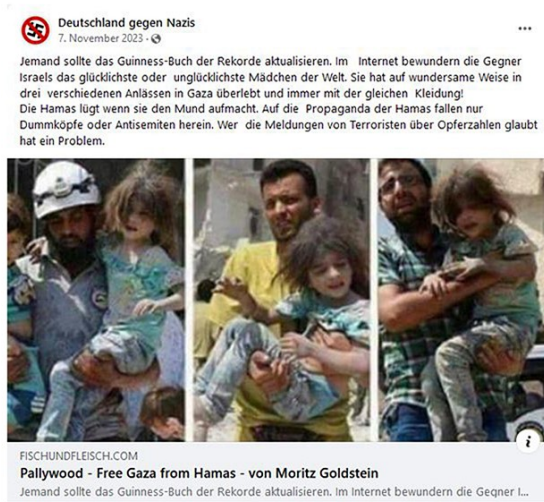 Deutschland gegen Nazis
7. November 2023 ·
Jemand sollte das Guinness-Buch der Rekorde aktualisieren. Im Internet bewundern die Gegner
Israels das glücklichste oder unglücklichste Mädchen der Welt. Sie hat auf wundersame Weise in
drei verschiedenen Anlässen in Gaza überlebt und immer mit der gleichen Kleidung!
Die Hamas lügt wenn sie den Mund aufmacht. Auf die Propaganda der Hamas fallen nur
Dummköpfe oder Antisemiten herein. Wer die Meldungen von Terroristen über Opferzahlen glaubt
hat ein Problem.
FISCHUNDFLEISCH.COM
Pallywood - Free Gaza from Hamas - von Moritz Goldstein
Jemand sollte das Guinness-Buch der Rekorde aktualisieren. Im Internet bewundern die Gegner I...